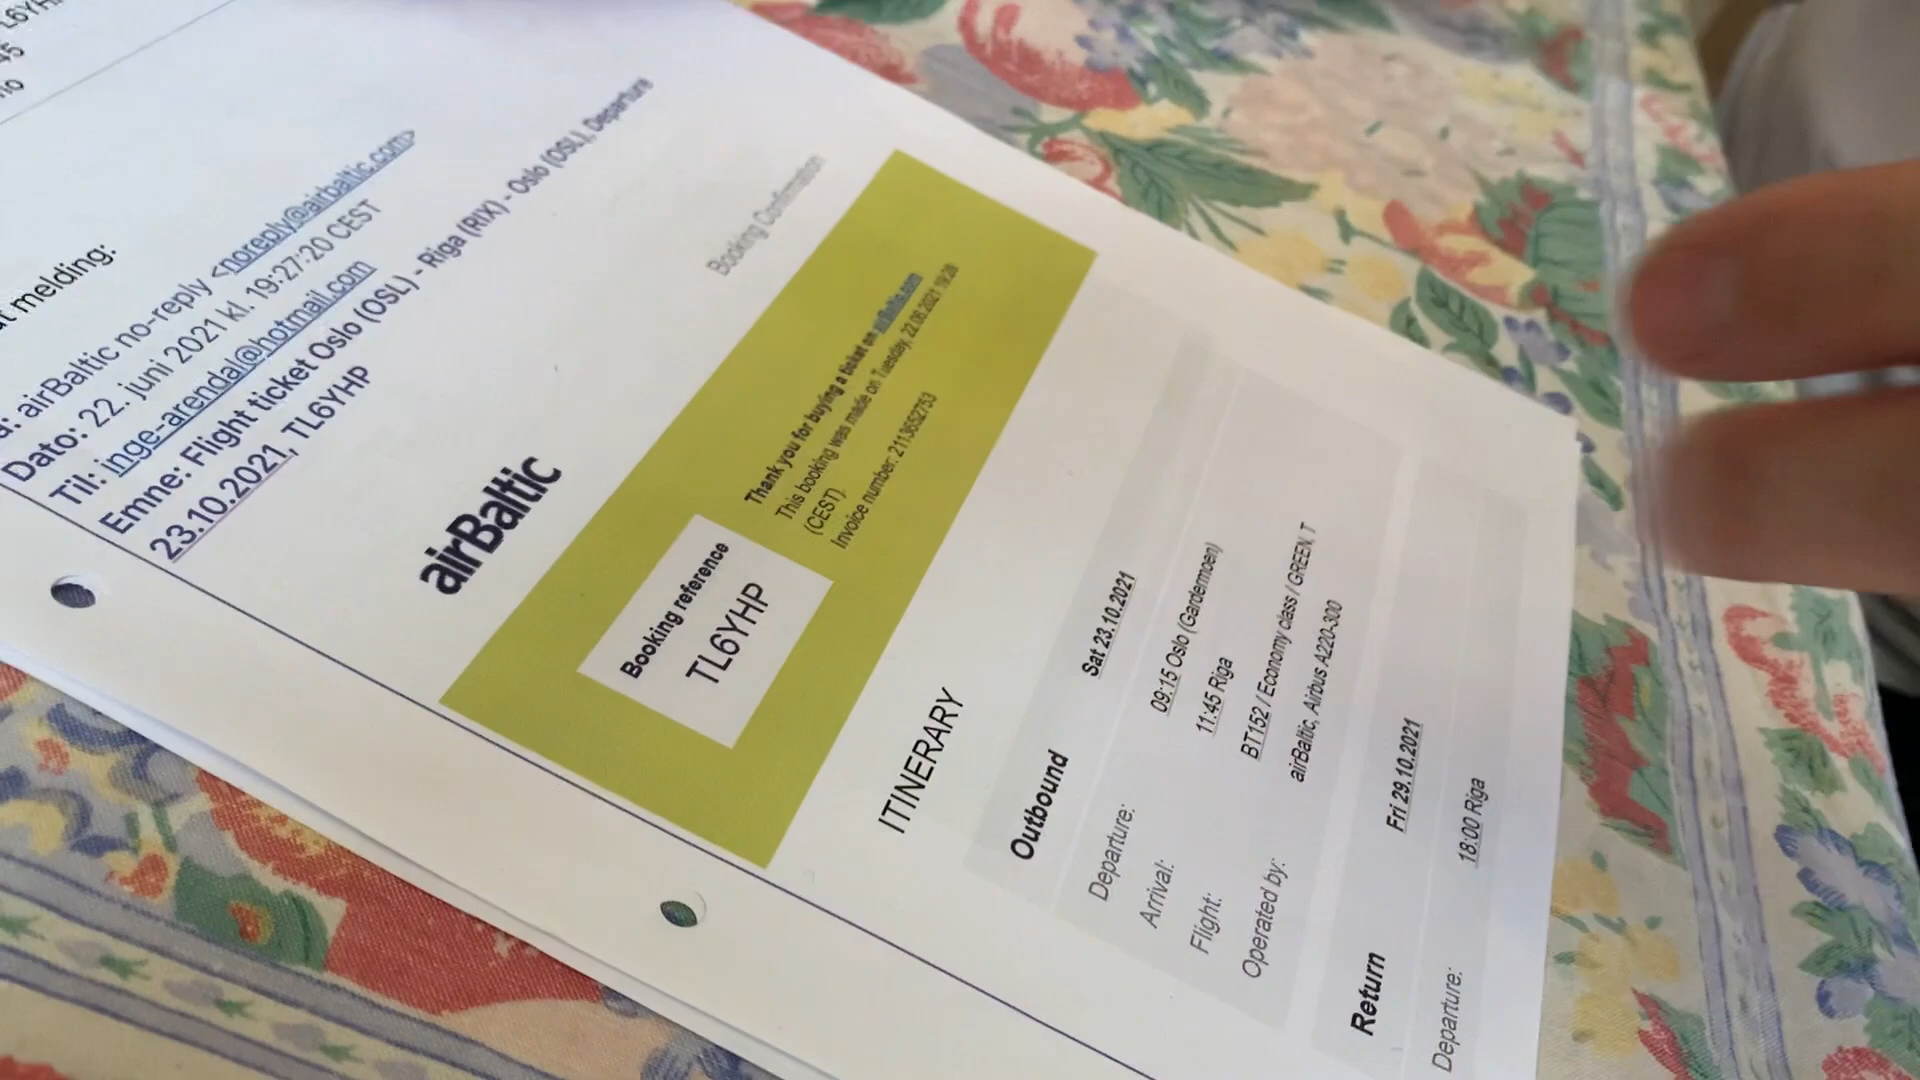 TL6YH
45
no
t melding:
a: airBaltic no-reply <noreply@airbaltic.com>
Dato: 22. juni 2021 kl. 19:27:20 CEST
Til: inge-arendal@hotmail.com
Emne: Flight ticket Oslo (OSL) - Riga (RIX) - Oslo (OSL), Departure
23.10.2021, TL6YHP
airBaltic
Booking Confirmation
Booking reference
TL6YHP
Thank you for buying a ticket on airBaltic.com
This booking was made on Tuesday, 22.06.2021 19:26
(CEST).
Invoice number: 2113652753
ITINERARY
Outbound Sat 23.10.2021
Departure: 09:15 Oslo (Gardermoen)
Arrival: 11:45 Riga
Flight: BT152 / Economy class / GREEN, T
Operated by: airBaltic, Airbus A220-300
Return Fri 29.10.2021
Departure: 18:00 Riga